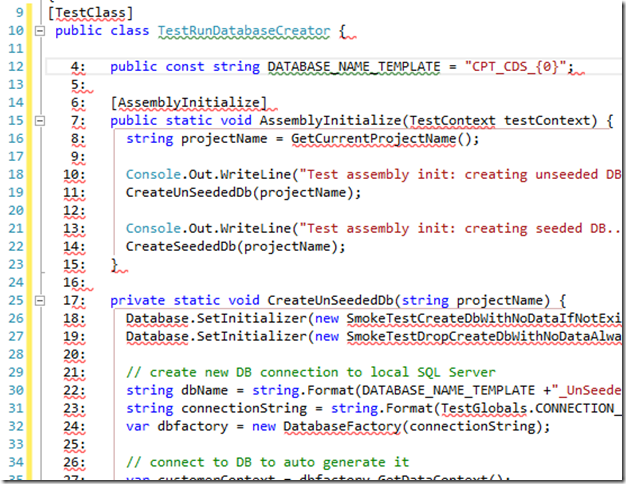 9 [TestClass]
10 public class TestRunDatabaseCreator {
11
12 4: public const string DATABASE_NAME_TEMPLATE = "CPT_CDS_{0}";
13 5:
14 6: [AssemblyInitialize]
15 7: public static void AssemblyInitialize(TestContext testContext) {
16 8: string projectName = GetCurrentProjectName();
17 9:
18 10: Console.Out.WriteLine("Test assembly init: creating unseeded DB
19 11: CreateUnSeededDb(projectName);
20 12:
21 13: Console.Out.WriteLine("Test assembly init: creating seeded DB..
22 14: CreateSeededDb(projectName);
23 15: }
24 16:
25 17: private static void CreateUnSeededDb(string projectName) {
26 18: Database.SetInitializer(new SmokeTestCreateDbWithNoDataIfNotExi
27 19: Database.SetInitializer(new SmokeTestDropCreateDbWithNoDataAlwa
28 20:
29 21: // create new DB connection to local SQL Server
30 22: string dbName = string.Format(DATABASE_NAME_TEMPLATE +"_UnSeede
31 23: string connectionString = string.Format(TestGlobals.CONNECTION_
32 24: var dbfactory = new DatabaseFactory(connectionString);
33 25:
34 26: // connect to DB to auto generate it
35 27: var customerContext = dbfactory.GetDataContext();